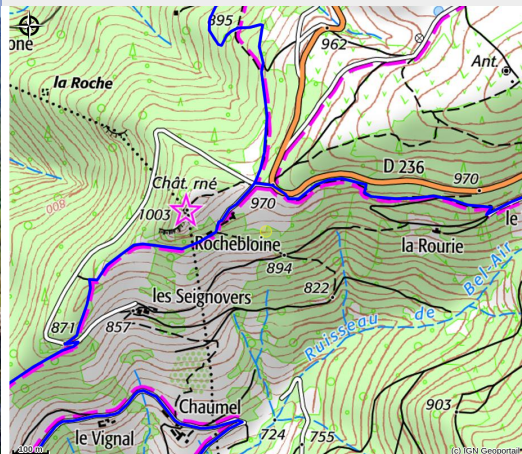 895
one
962
Ant.
la Roche
D 236
Chât. rné
970
800
1003
970
Rochebloine
le
la Rourie
894
les Seignovers
822
Ruisseau de Bel-Air
871
857
Chaumel
903
le Vignal
724
755
100 m
(c) IGN Geoportail